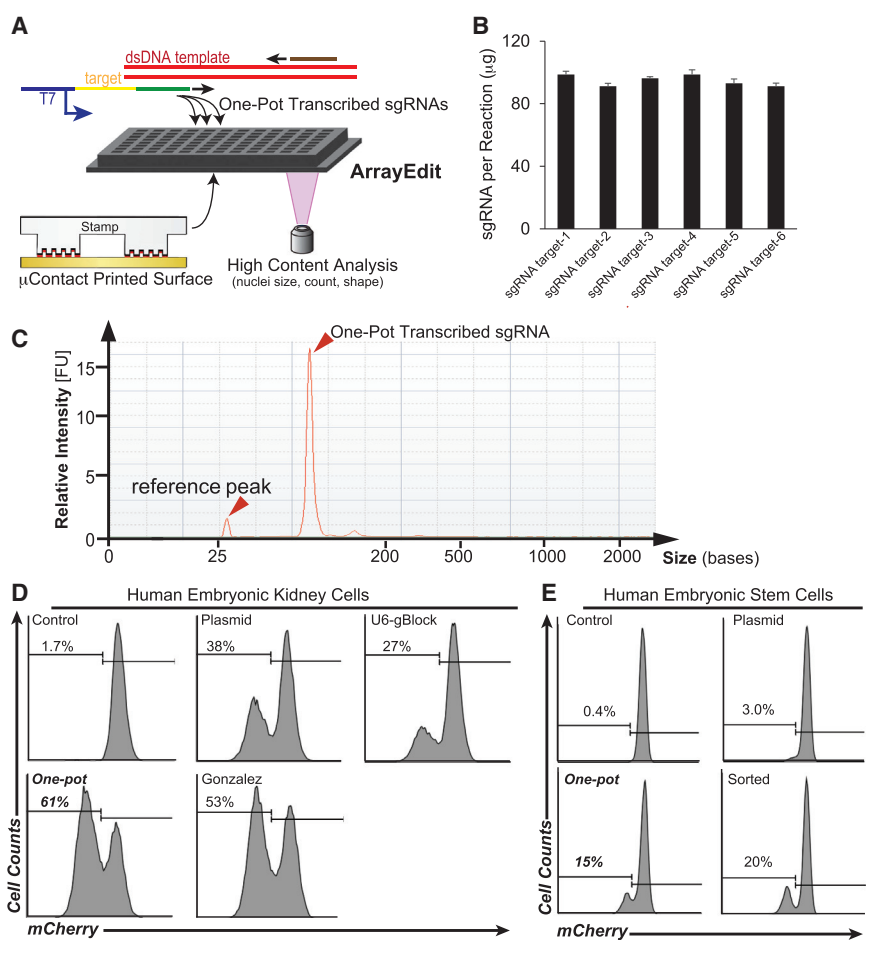 A
dsDNA template
target
T7
One-Pot Transcribed sgRNAs
ArrayEdit
Stamp
μContact Printed Surface
High Content Analysis
(nuclei size, count, shape)
B
sgRNA per Reaction (μg)
120
80
40
0
sgRNA target-1
sgRNA target-2
sgRNA target-3
sgRNA target-4
sgRNA target-5
sgRNA target-6
C
One-Pot Transcribed sgRNA
Relative Intensity [FU]
15
10
5
0
reference peak
0 25 200 500 1000 2000
Size (bases)
D
Human Embryonic Kidney Cells
Control
1.7%
Plasmid
38%
U6-gBlock
27%
One-pot
61%
Gonzalez
53%
Cell Counts
mCherry
E
Human Embryonic Stem Cells
Control
0.4%
Plasmid
3.0%
One-pot
15%
Sorted
20%
Cell Counts
mCherry